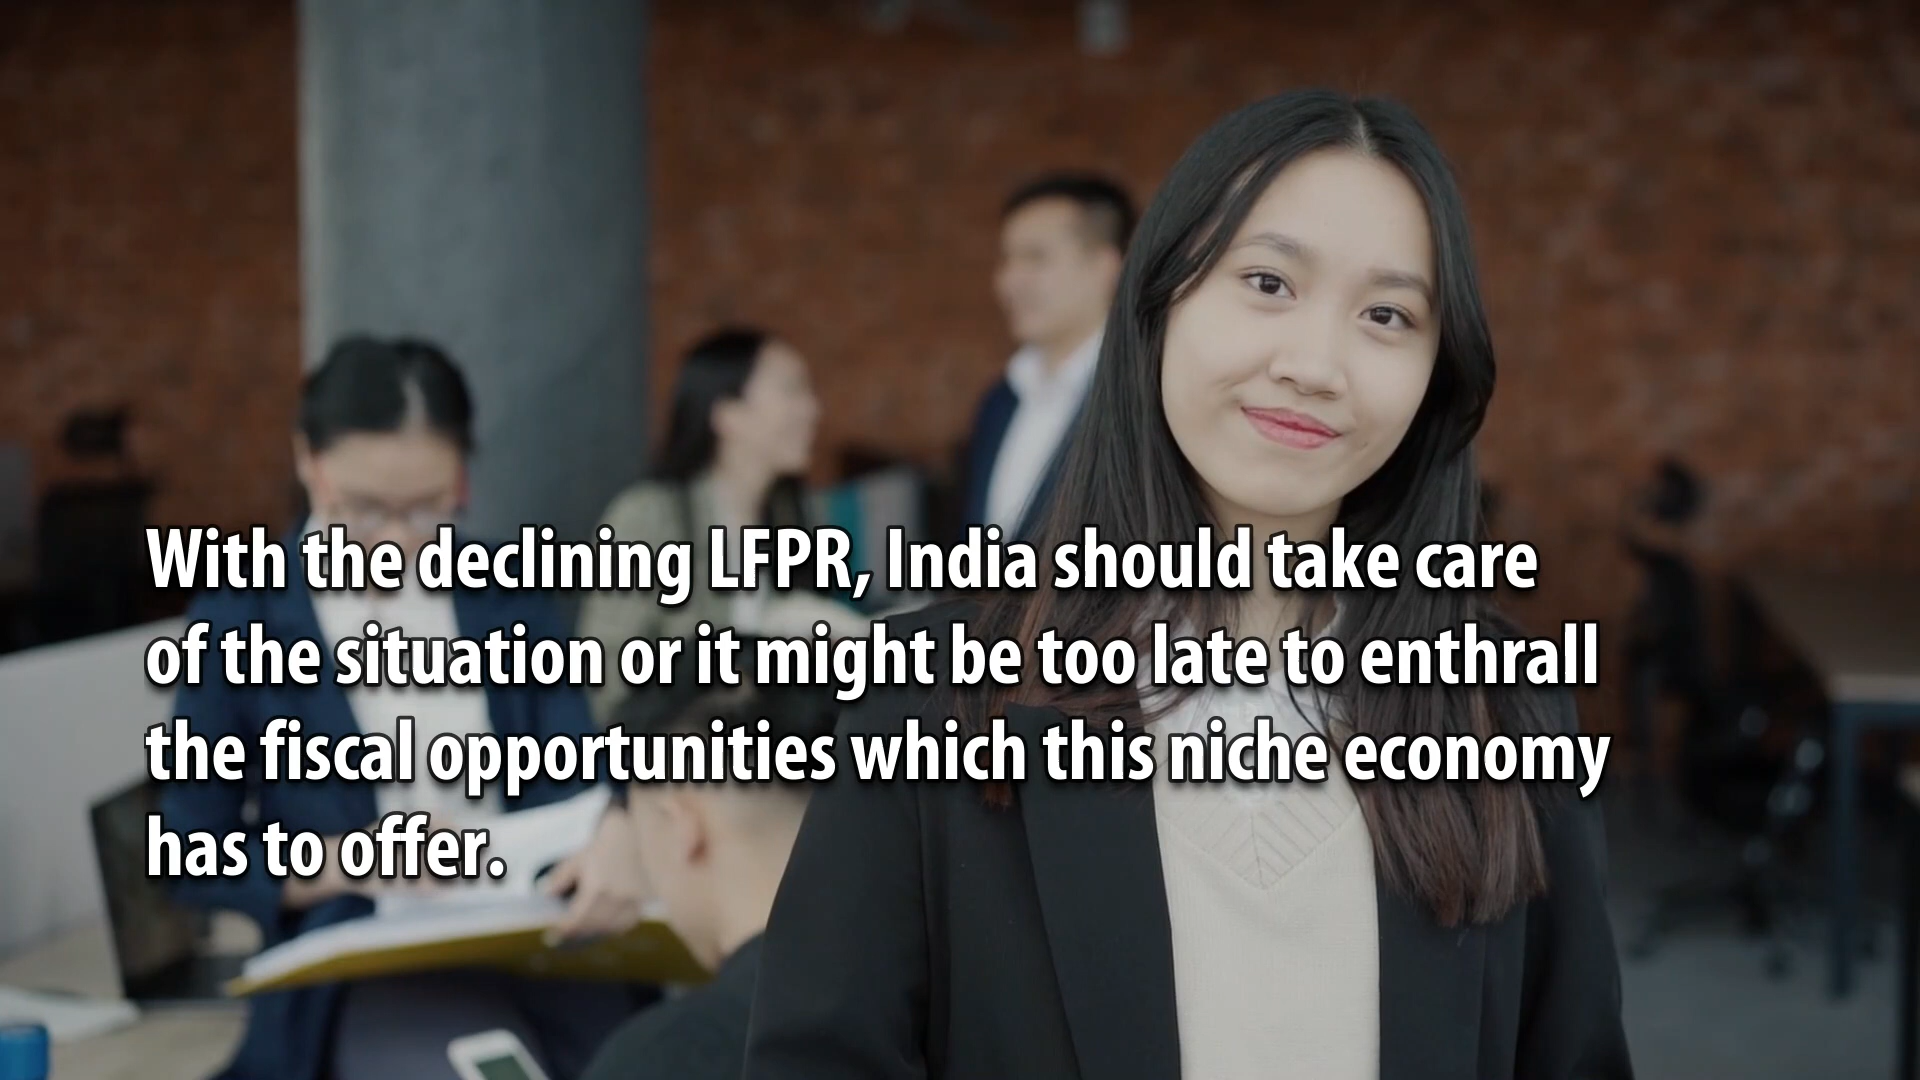 With the declining LFPR, India should take care
of the situation or it might be too late to enthrall
the fiscal opportunities which this niche economy
has to offer.